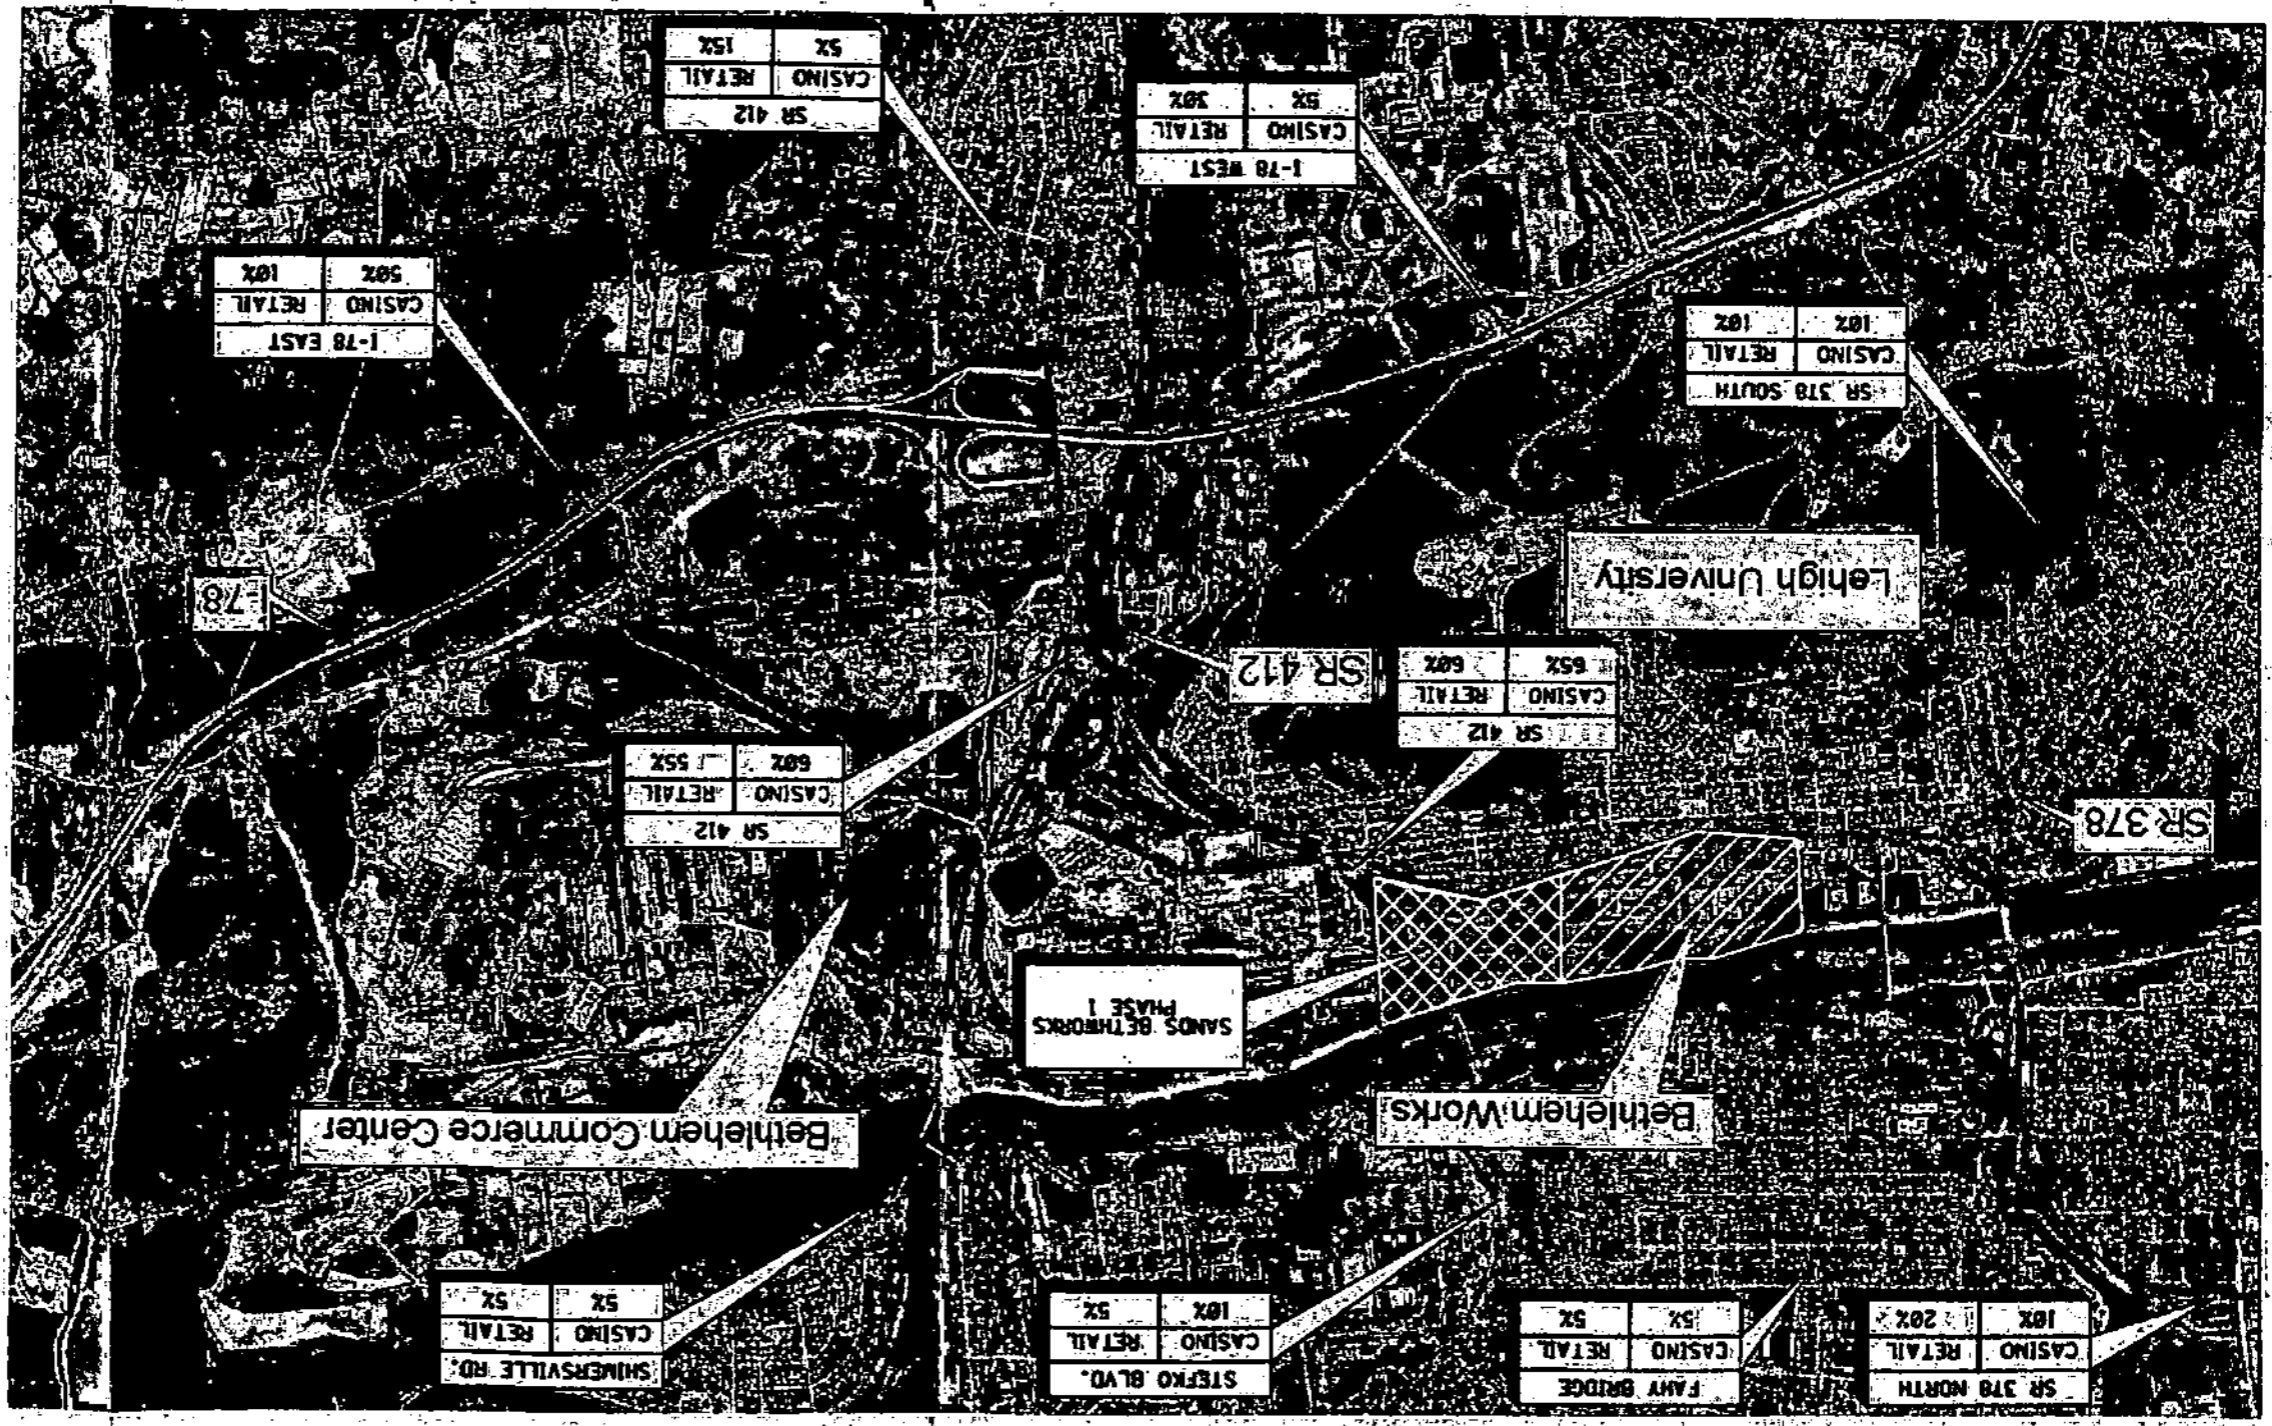 SR 378 NORTH
CASINO RETAIL
10% 20%
FAHY BRIDGE
CASINO RETAIL
5% 5%
STEFKO BLVD.
CASINO RETAIL
10% 5%
SHIMERSVILLE RD.
CASINO RETAIL
5% 5%
Bethlehem Works
Bethlehem Commerce Center
SANDS BETHWORKS
PHASE 1
SR 378
SR 412
CASINO RETAIL
65% 60%
SR 412
CASINO RETAIL
60% 55%
SR 412
Lehigh University
I-78
SR 378 SOUTH
CASINO RETAIL
10% 10%
I-78 EAST
CASINO RETAIL
50% 10%
I-78 WEST
CASINO RETAIL
5% 30%
SR 412
CASINO RETAIL
5% 15%